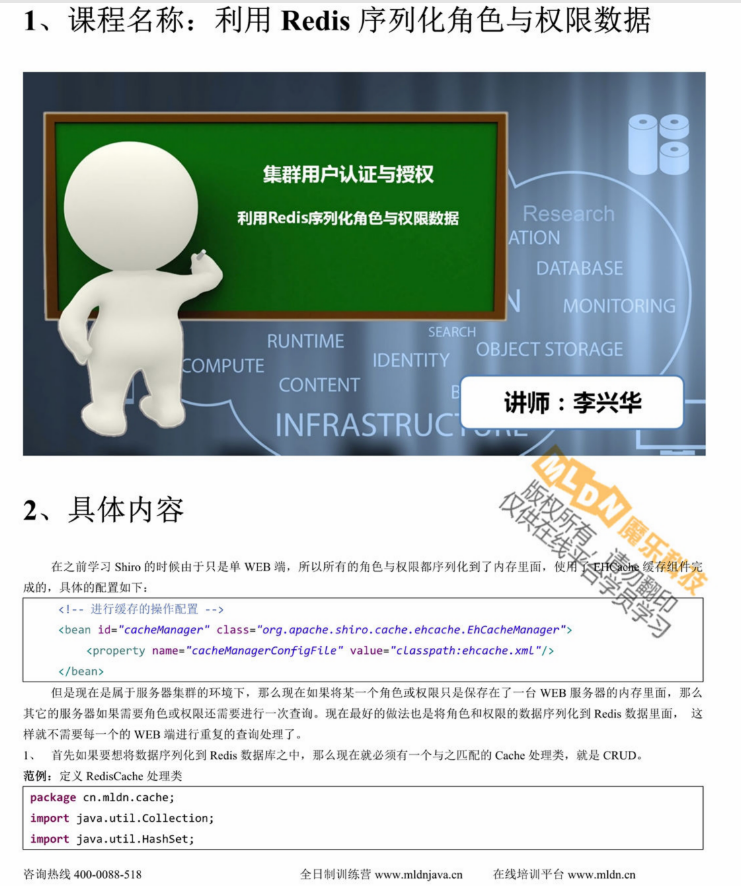 1、课程名称：利用 Redis 序列化角色与权限数据
集群用户认证与授权
利用Redis序列化角色与权限数据
Research
ATION
DATABASE
N
MONITORING
SEARCH
RUNTIME
OBJECT STORAGE
IDENTITY
COMPUTE
CONTENT
B
讲师：李兴华
INFRASTRUCTURE
2、具体内容
MLDN 魔乐科技
版权所有，请勿翻印
仅供在线平台学员学习
在之前学习 Shiro 的时候由于只是单 WEB 端，所以所有的角色与权限都序列化到了内存里面，使用了 EHCache 缓存组件完
成的，具体的配置如下：
<!-- 进行缓存的操作配置 -->
<bean id="cacheManager" class="org.apache.shiro.cache.ehcache.EhCacheManager">
<property name="cacheManagerConfigFile" value="classpath:ehcache.xml"/>
</bean>
但是现在是属于服务器集群的环境下，那么现在如果将某一个角色或权限只是保存在了一台 WEB 服务器的内存里面，那么
其它的服务器如果需要角色或权限还需要进行一次查询。现在最好的做法也是将角色和权限的数据序列化到 Redis 数据里面， 这
样就不需要每一个的 WEB 端进行重复的查询处理了。
1、 首先如果要想将数据序列化到 Redis 数据库之中，那么现在就必须有一个与之匹配的 Cache 处理类，就是 CRUD。
范例：定义 RedisCache 处理类
package cn.mldn.cache;
import java.util.Collection;
import java.util.HashSet;
咨询热线 400-0088-518 全日制训练营 www.mldnjava.cn 在线培训平台 www.mldn.cn